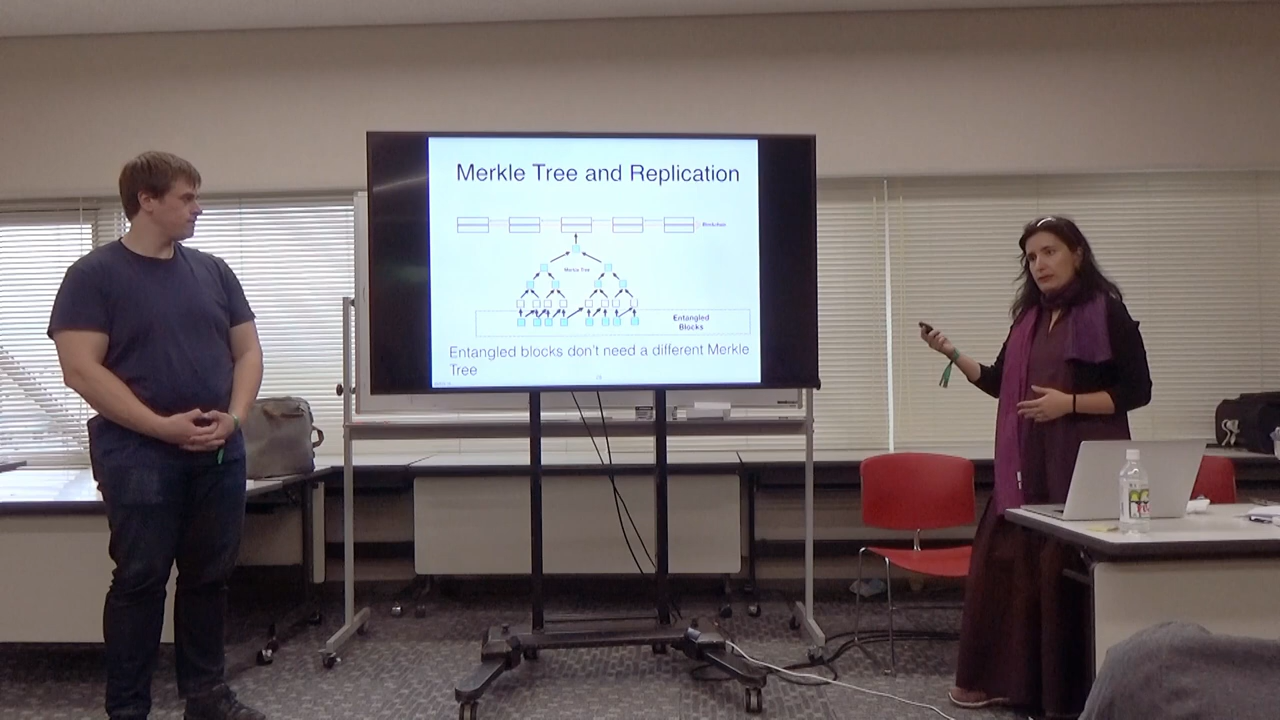 Merkle Tree and Replication
Blockchain
Merkle Tree
Entangled
Blocks
Entangled blocks don't need a different Merkle
Tree